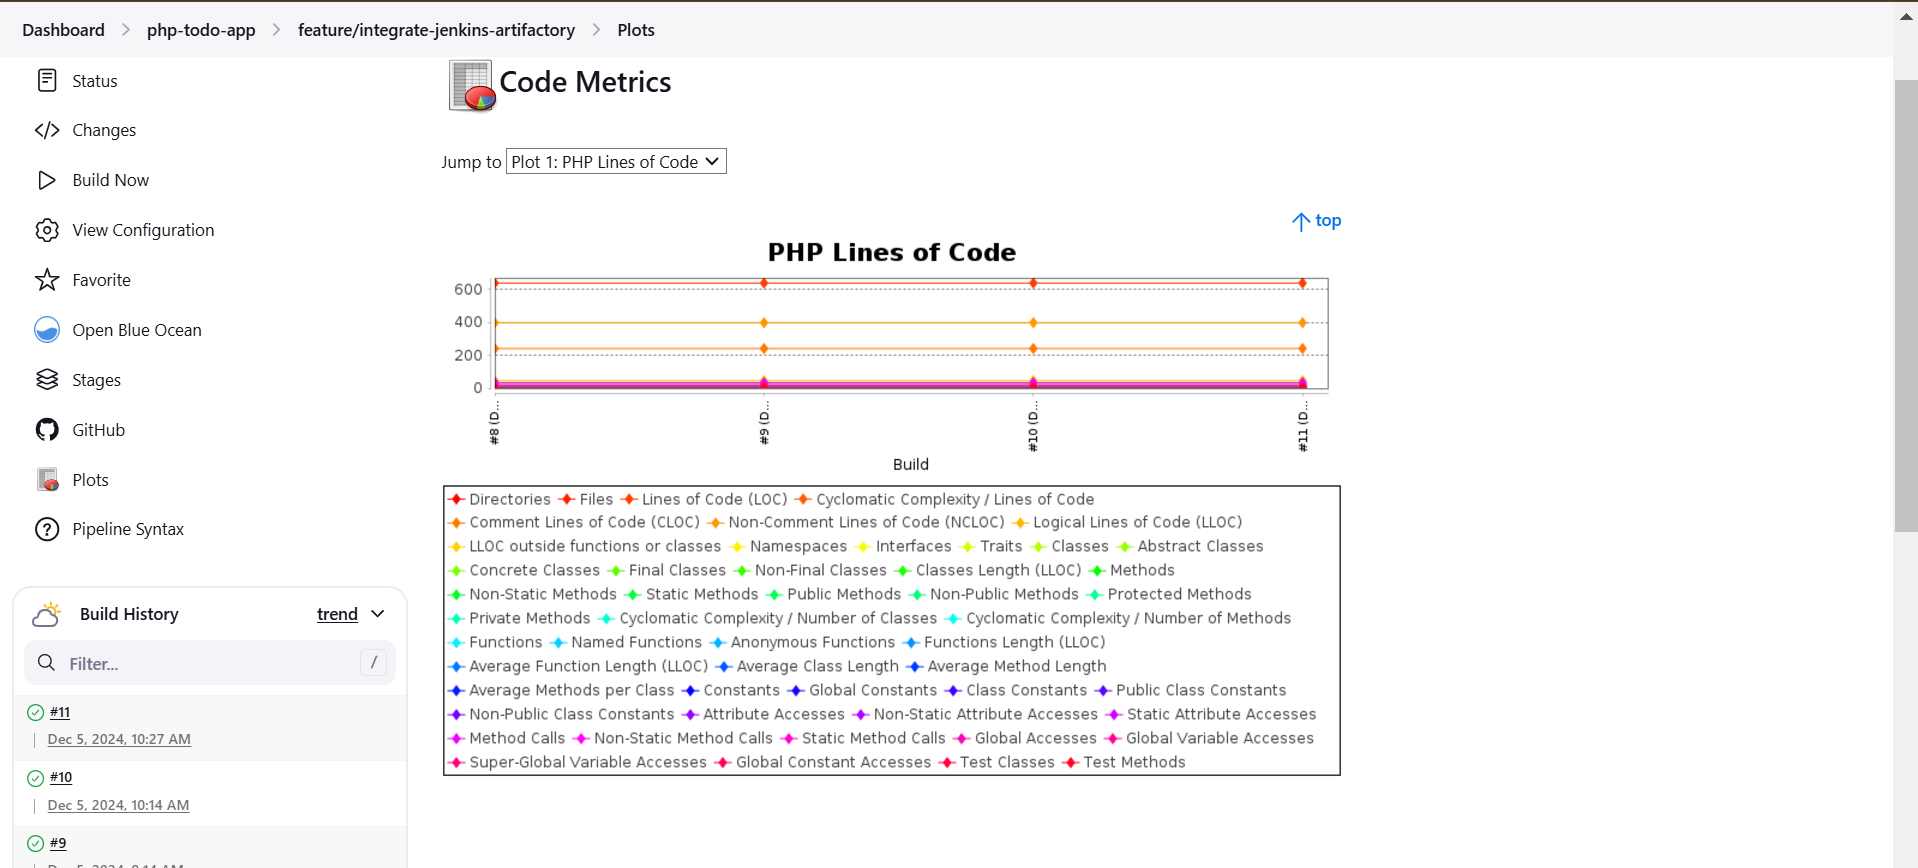 Dashboard > php-todo-app > feature/integrate-jenkins-artifactory > Plots
Status
Changes
Build Now
View Configuration
Favorite
Open Blue Ocean
Stages
GitHub
Plots
Pipeline Syntax
Build History trend
Filter... /
#11
Dec 5, 2024, 10:27 AM
#10
Dec 5, 2024, 10:14 AM
#9
Code Metrics
Jump to Plot 1: PHP Lines of Code
top
PHP Lines of Code
600
400
200
0
#8 (D...
#9 (D...
#10 (D...
#11 (D...
Build
Directories Files Lines of Code (LOC) Cyclomatic Complexity / Lines of Code
Comment Lines of Code (CLOC) Non-Comment Lines of Code (NCLOC) Logical Lines of Code (LLOC)
LLOC outside functions or classes Namespaces Interfaces Traits Classes Abstract Classes
Concrete Classes Final Classes Non-Final Classes Classes Length (LLOC) Methods
Non-Static Methods Static Methods Public Methods Non-Public Methods Protected Methods
Private Methods Cyclomatic Complexity / Number of Classes Cyclomatic Complexity / Number of Methods
Functions Named Functions Anonymous Functions Functions Length (LLOC)
Average Function Length (LLOC) Average Class Length Average Method Length
Average Methods per Class Constants Global Constants Class Constants Public Class Constants
Non-Public Class Constants Attribute Accesses Non-Static Attribute Accesses Static Attribute Accesses
Method Calls Non-Static Method Calls Static Method Calls Global Accesses Global Variable Accesses
Super-Global Variable Accesses Global Constant Accesses Test Classes Test Methods